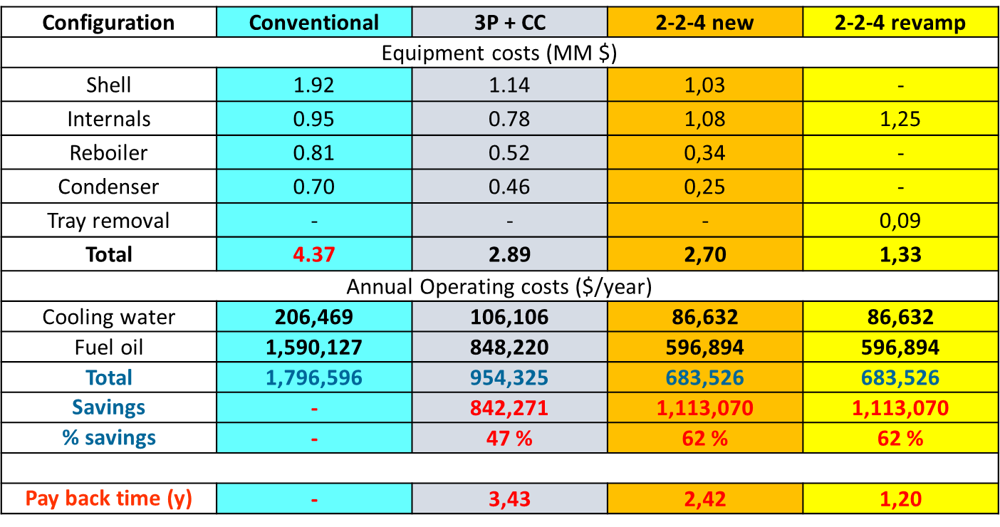 Configuration Conventional 3P + CC 2-2-4 new 2-2-4 revamp
Equipment costs (MM $)
Shell 1.92 1.14 1,03 -
Internals 0.95 0.78 1,08 1,25
Reboiler 0.81 0.52 0,34 -
Condenser 0.70 0.46 0,25 -
Tray removal - - - 0,09
Total 4.37 2.89 2,70 1,33
Annual Operating costs ($/year)
Cooling water 206,469 106,106 86,632 86,632
Fuel oil 1,590,127 848,220 596,894 596,894
Total 1,796,596 954,325 683,526 683,526
Savings - 842,271 1,113,070 1,113,070
% savings - 47 % 62 % 62 %
Pay back time (y) - 3,43 2,42 1,20